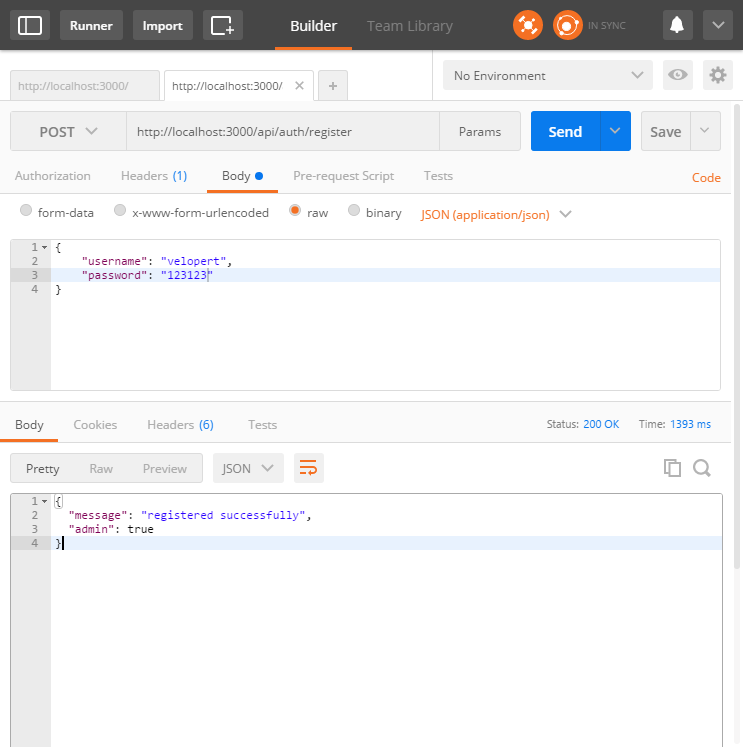 Runner Import Builder Team Library IN SYNC
http://localhost:3000/ http://localhost:3000/ No Environment
POST http://localhost:3000/api/auth/register Params Send Save
Authorization Headers (1) Body Pre-request Script Tests Code
form-data x-www-form-urlencoded raw binary JSON (application/json)
1 {
2 "username": "velopert",
3 "password": "123123"
4 }
Body Cookies Headers (6) Tests Status: 200 OK Time: 1393 ms
Pretty Raw Preview JSON
1 {
2 "message": "registered successfully",
3 "admin": true
4 }